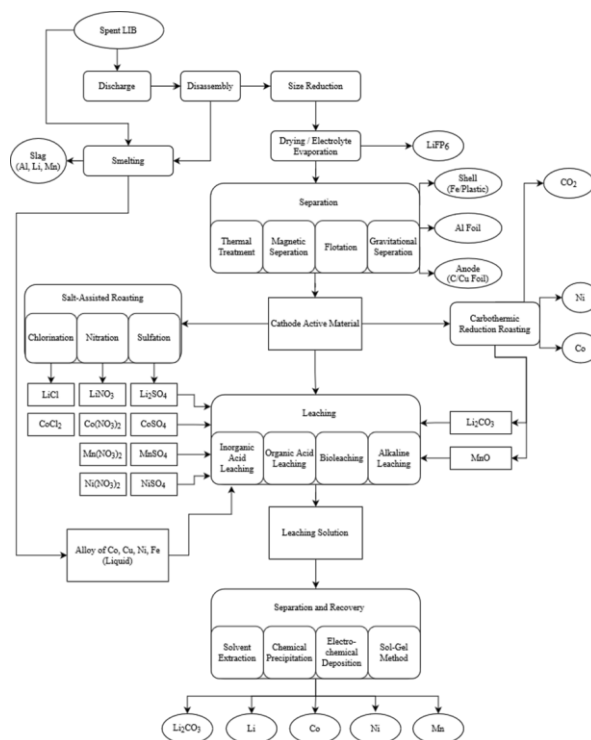 Spent LIB
Discharge
Disassembly
Size Reduction
Slag
(Al, Li, Mn)
Smelting
Drying / Electrolyte
Evaporation
LiFP6
Separation
Thermal
Treatment
Magnetic
Seperation
Flotation
Gravitational
Seperation
Shell
(Fe/Plastic)
Al Foil
Anode
(C/Cu Foil)
CO2
Salt-Assisted Roasting
Chlorination
Nitration
Sulfation
Cathode Active Material
Carbothermic
Reduction Roasting
Ni
Co
LiCl
LiNO3
Li2SO4
CoCl2
Co(NO3)2
CoSO4
Mn(NO3)2
MnSO4
Ni(NO3)2
NiSO4
Leaching
Inorganic
Acid
Leaching
Organic Acid
Leaching
Bioleaching
Alkaline
Leaching
Li2CO3
MnO
Alloy of Co, Cu, Ni, Fe
(Liquid)
Leaching Solution
Separation and Recovery
Solvent
Extraction
Chemical
Precipitation
Electro-
chemical
Deposition
Sol-Gel
Method
Li2CO3
Li
Co
Ni
Mn